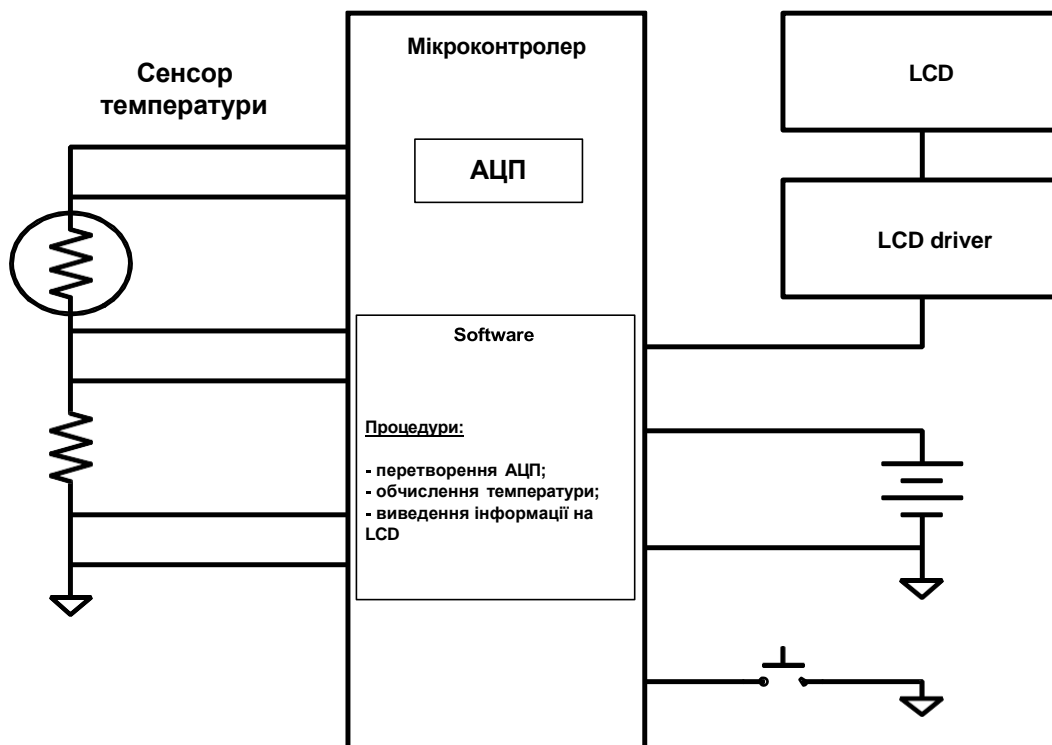 Мікроконтролер
Сенсор
температури
АЦП
LCD
LCD driver
Software
Процедури:
- перетворення АЦП;
- обчислення температури;
- виведення інформації на
LCD